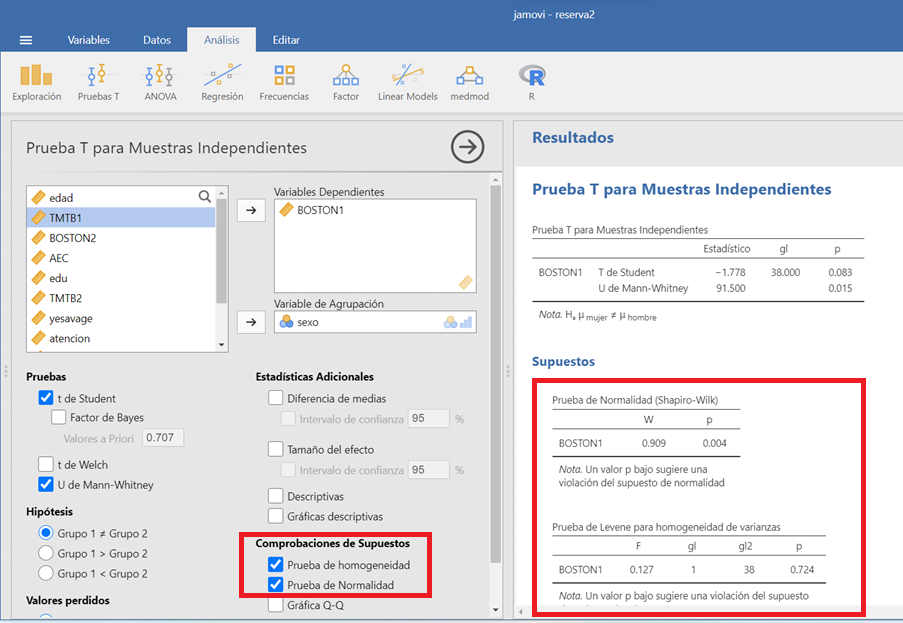 jamovi - reserva2
Variables Datos Análisis Editar
Exploración Pruebas T ANOVA Regresión Frecuencias Factor Linear Models medmod R
Prueba T para Muestras Independientes
edad
TMTB1
BOSTON2
AEC
edu
TMTB2
yesavage
atencion
Variables Dependientes
BOSTON1
Variable de Agrupación
sexo
Pruebas
t de Student
Factor de Bayes
Valores a Priori 0.707
t de Welch
U de Mann-Whitney
Hipótesis
Grupo 1 ≠ Grupo 2
Grupo 1 > Grupo 2
Grupo 1 < Grupo 2
Valores perdidos
Estadísticas Adicionales
Diferencia de medias
Intervalo de confianza 95 %
Tamaño del efecto
Intervalo de confianza 95 %
Descriptivas
Gráficas descriptivas
Comprobaciones de Supuestos
Prueba de homogeneidad
Prueba de Normalidad
Gráfica Q-Q
Resultados
Prueba T para Muestras Independientes
Prueba T para Muestras Independientes
Estadístico gl p
BOSTON1 T de Student −1.778 38.000 0.083
U de Mann-Whitney 91.500 0.015
Nota. Hₐ μ mujer ≠ μ hombre
Supuestos
Prueba de Normalidad (Shapiro-Wilk)
W p
BOSTON1 0.909 0.004
Nota. Un valor p bajo sugiere una
violación del supuesto de normalidad
Prueba de Levene para homogeneidad de varianzas
F gl gl2 p
BOSTON1 0.127 1 38 0.724
Nota. Un valor p bajo sugiere una violación del supuesto